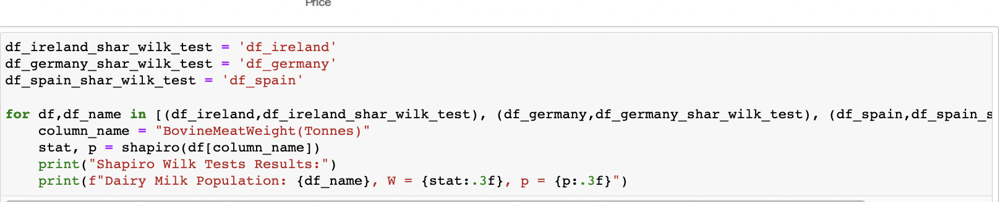 Price
df_ireland_shar_wilk_test = 'df_ireland'
df_germany_shar_wilk_test = 'df_germany'
df_spain_shar_wilk_test = 'df_spain'
for df,df_name in [(df_ireland,df_ireland_shar_wilk_test), (df_germany,df_germany_shar_wilk_test), (df_spain,df_spain_s
    column_name = "BovineMeatWeight(Tonnes)"
    stat, p = shapiro(df[column_name])
    print("Shapiro Wilk Tests Results:")
    print(f"Dairy Milk Population: {df_name}, W = {stat:.3f}, p = {p:.3f}")